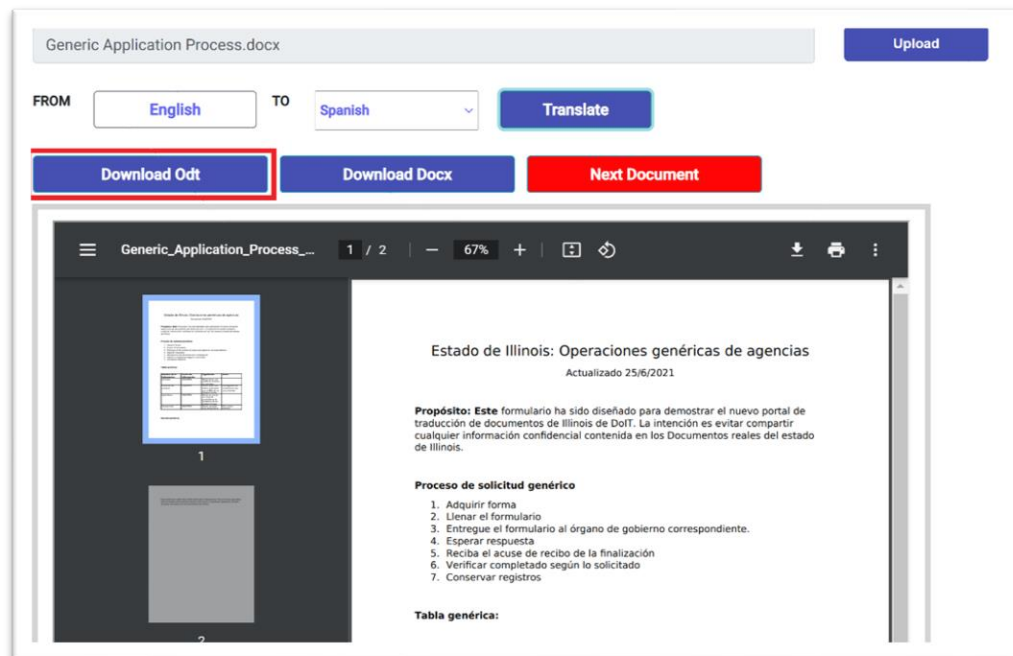 Generic Application Process.docx
Upload
FROM
English
TO
Spanish
Translate
Download Odt
Download Docx
Next Document
Generic_Application_Process_...
1 / 2
67%
1
2
Estado de Illinois: Operaciones genéricas de agencias
Actualizado 25/6/2021
Propósito: Este formulario ha sido diseñado para demostrar el nuevo portal de
traducción de documentos de Illinois de DoIT. La intención es evitar compartir
cualquier información confidencial contenida en los Documentos reales del estado
de Illinois.
Proceso de solicitud genérico
1. Adquirir forma
2. Llenar el formulario
3. Entregue el formulario al órgano de gobierno correspondiente.
4. Esperar respuesta
5. Reciba el acuse de recibo de la finalización
6. Verificar completado según lo solicitado
7. Conservar registros
Tabla genérica: